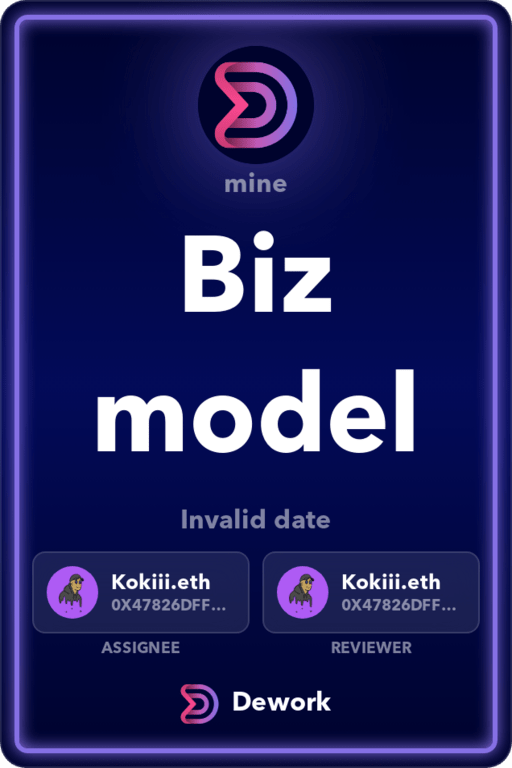 mine
Biz
model
Invalid date
Kokiii.eth
0X47826DFF...
Kokiii.eth
0X47826DFF...
ASSIGNEE
REVIEWER
Dework